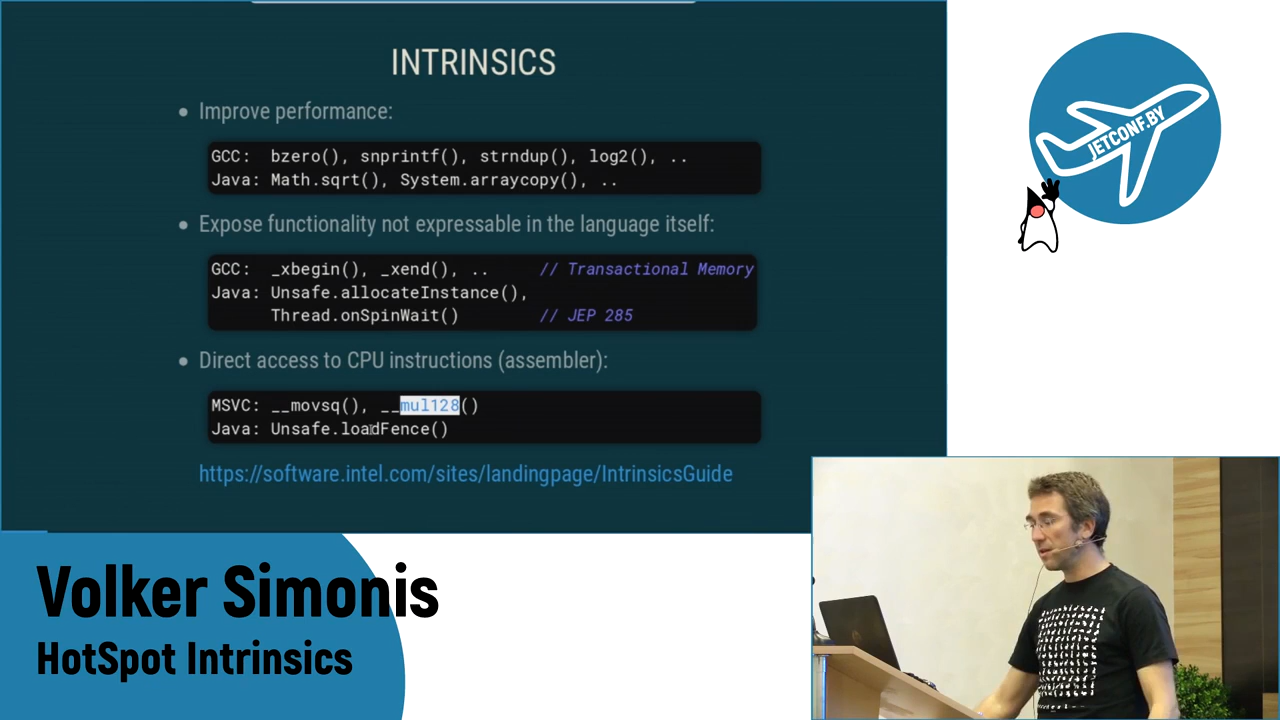 INTRINSICS
Improve performance:
GCC: bzero(), snprintf(), strndup(), log2(), ..
Java: Math.sqrt(), System.arraycopy(), ..
Expose functionality not expressable in the language itself:
GCC: _xbegin(), _xend(), .. // Transactional Memory
Java: Unsafe.allocateInstance(),
Thread.onSpinWait() // JEP 285
Direct access to CPU instructions (assembler):
MSVC: __movsq(), __mul128()
Java: Unsafe.loadFence()
https://software.intel.com/sites/landingpage/IntrinsicsGuide
JETCONF.BY
Volker Simonis
HotSpot Intrinsics